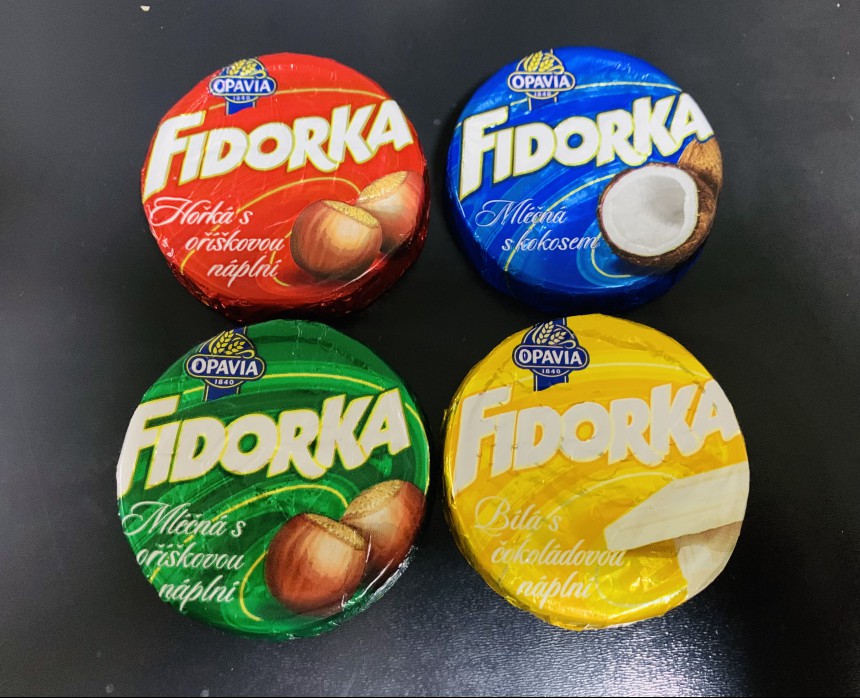 OPAVIA
1840
FIDORKA
Hořká s
oříškovou
náplní
OPAVIA
1840
FIDORKA
Mléčná
s kokosem
OPAVIA
1840
FIDORKA
Mléčná s
oříškovou
náplní
OPAVIA
1840
FIDORKA
Bílá s
čokoládovou
náplní